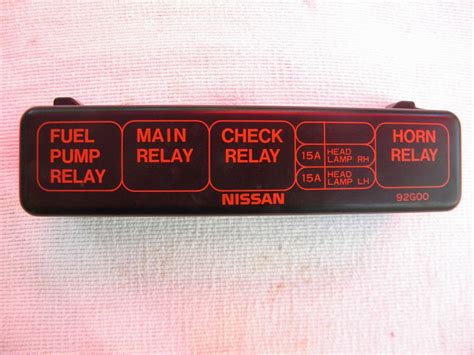 FUEL
PUMP
RELAY
MAIN
RELAY
CHECK
RELAY
15A HEAD
LAMP RH
15A HEAD
LAMP LH
HORN
RELAY
NISSAN
92G00